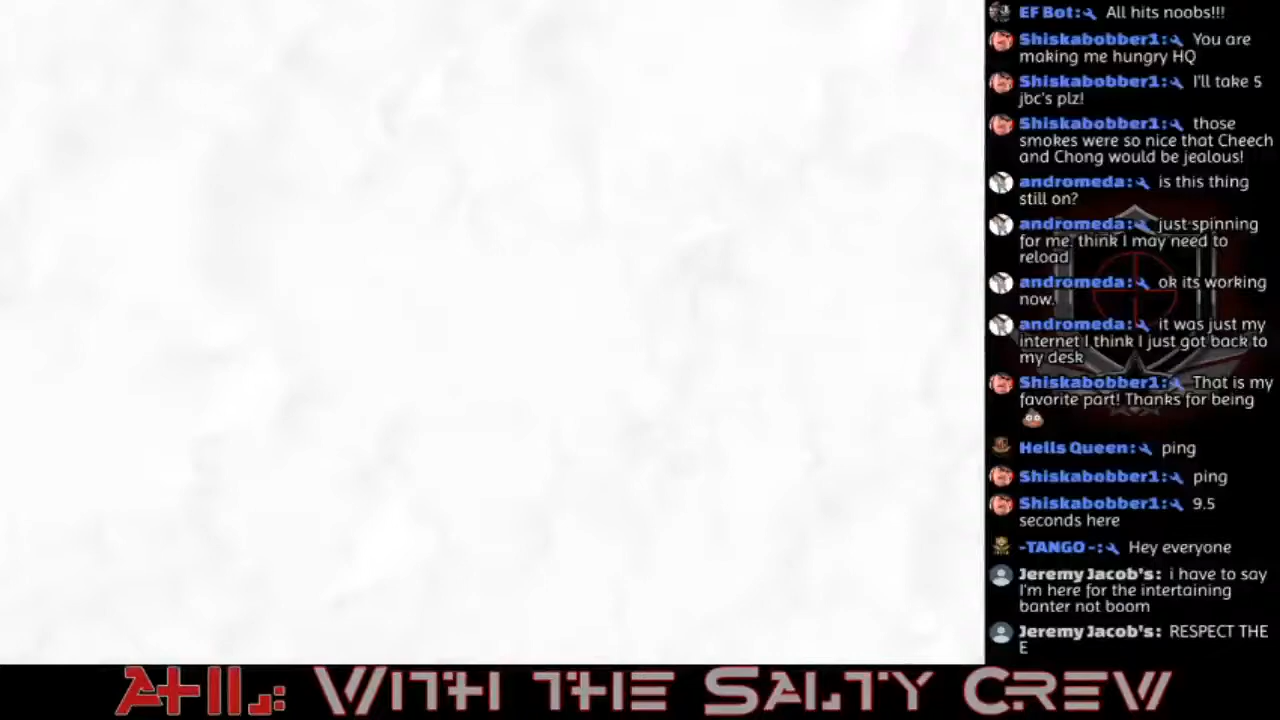 EF Bot: All hits noobs!!!
Shiskabobber1: You are
making me hungry HQ
Shiskabobber1: I'll take 5
jbc's plz!
Shiskabobber1: those
smokes were so nice that Cheech
and Chong would be jealous!
andromeda: is this thing
still on?
andromeda: just spinning
for me. think I may need to
reload
andromeda: ok its working
now.
andromeda: it was just my
internet I think I just got back to
my desk
Shiskabobber1: That is my
favorite part! Thanks for being
💩
Hells Queen: ping
Shiskabobber1: ping
Shiskabobber1: 9.5
seconds here
-TANGO-: Hey everyone
Jeremy Jacob's: i have to say
I'm here for the intertaining
banter not boom
Jeremy Jacob's: RESPECT THE
E
With the Salty Crew